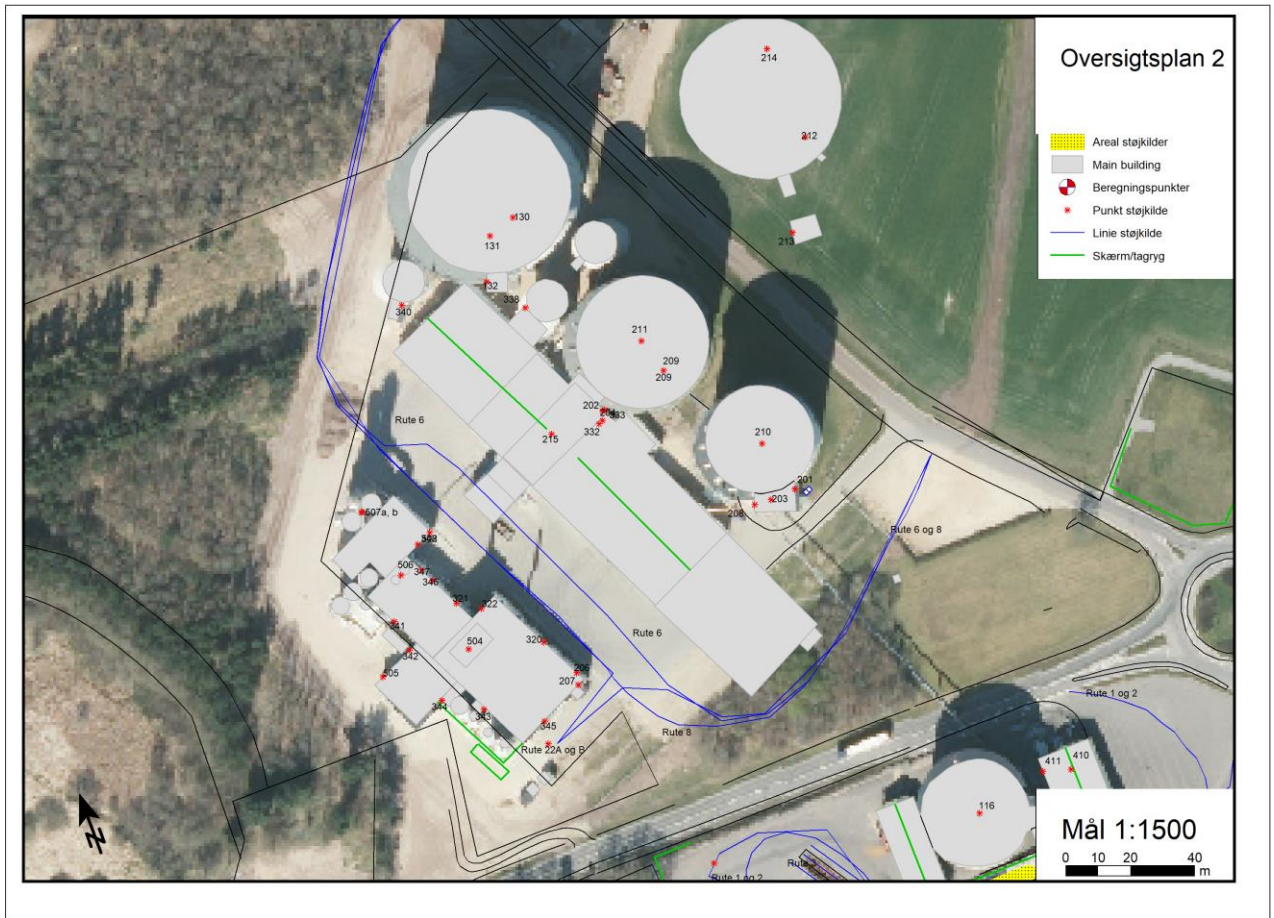 Oversigtsplan 2
Areal støjkilder
Main building
Beregningspunkter
Punkt støjkilde
Linie støjkilde
Skærm/tagryg
214
212
213
130
131
132
338
340
211
209
209
202
333
332
215
210
201
203
208
Rute 6
Rute 6 og 8
507a, b
506
347
346
321
322
341
342
504
320
Rute 6
206
207
505
344
343
345
Rute 8
Rute 22A og B
Rute 1 og 2
411
410
116
Rute 3
Rute 1 og 2
N
Mål 1:1500
0 10 20 40
m